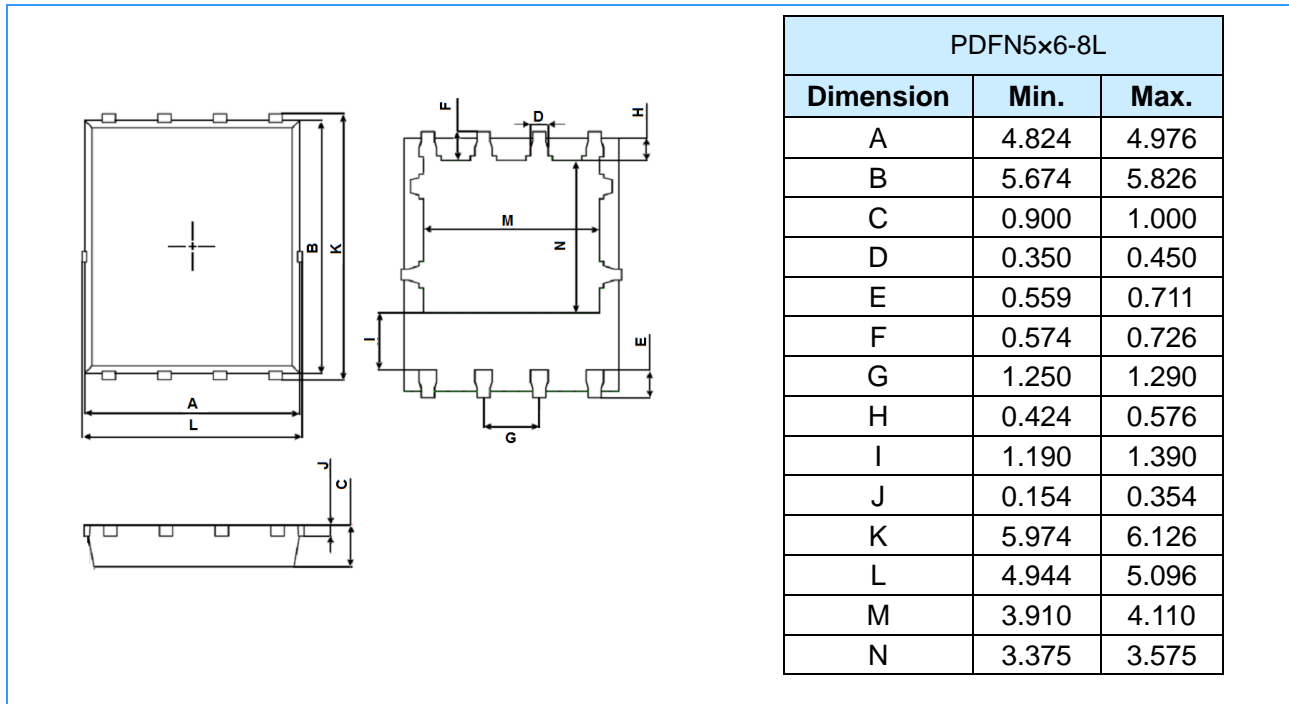 F
D
H
B
K
M
N
I
E
A
L
G
J
C
PDFN5×6-8L
Dimension Min. Max.
A 4.824 4.976
B 5.674 5.826
C 0.900 1.000
D 0.350 0.450
E 0.559 0.711
F 0.574 0.726
G 1.250 1.290
H 0.424 0.576
I 1.190 1.390
J 0.154 0.354
K 5.974 6.126
L 4.944 5.096
M 3.910 4.110
N 3.375 3.575